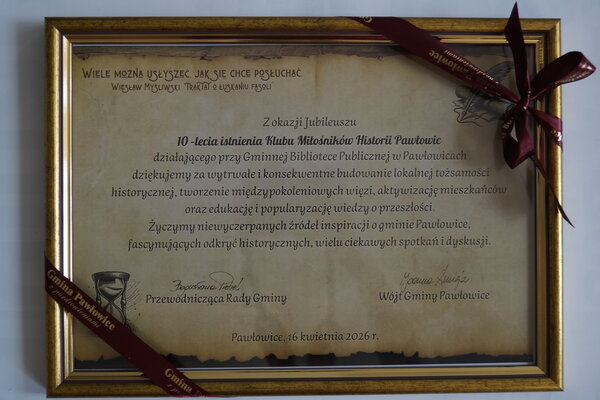 WIELE MOŻNA USŁYSZEĆ, JAK SIĘ CHCE POSŁUCHAĆ
WIESŁAW MYŚLIWSKI "TRAKTAT O ŁUSKANIU FASOLI"
Z okazji Jubileuszu
10 -lecia istnienia Klubu Miłośników Historii Pawłowic
działającego przy Gminnej Bibliotece Publicznej w Pawłowicach
dziękujemy za wytrwałe i konsekwentne budowanie lokalnej tożsamości
historycznej, tworzenie międzypokoleniowych więzi, aktywizację mieszkańców
oraz edukację i popularyzację wiedzy o przeszłości.
Życzymy niewyczerpanych źródeł inspiracji o gminie Pawłowice,
fascynujących odkryć historycznych, wielu ciekawych spotkań i dyskusji.
Przewodnicząca Rady Gminy
Wójt Gminy Pawłowice
Pawłowice, 16 kwietnia 2026 r.
Gmina Pawłowice
z pozdrowieniami
Gmina